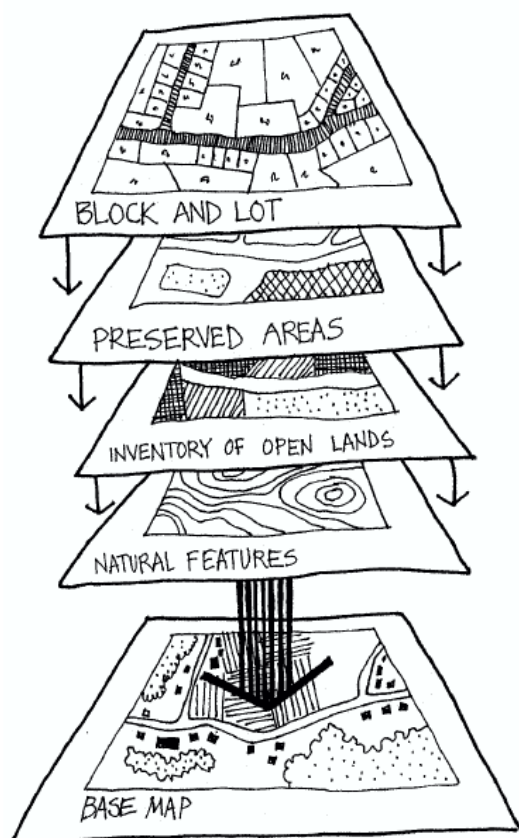 BLOCK AND LOT
PRESERVED AREAS
INVENTORY OF OPEN LANDS
NATURAL FEATURES
BASE MAP